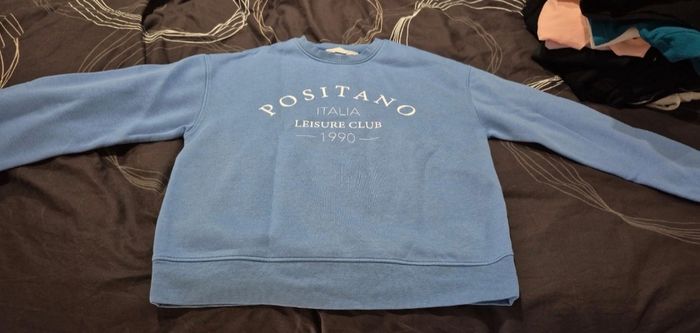 POSITANO
ITALIA
LEISURE CLUB
1990